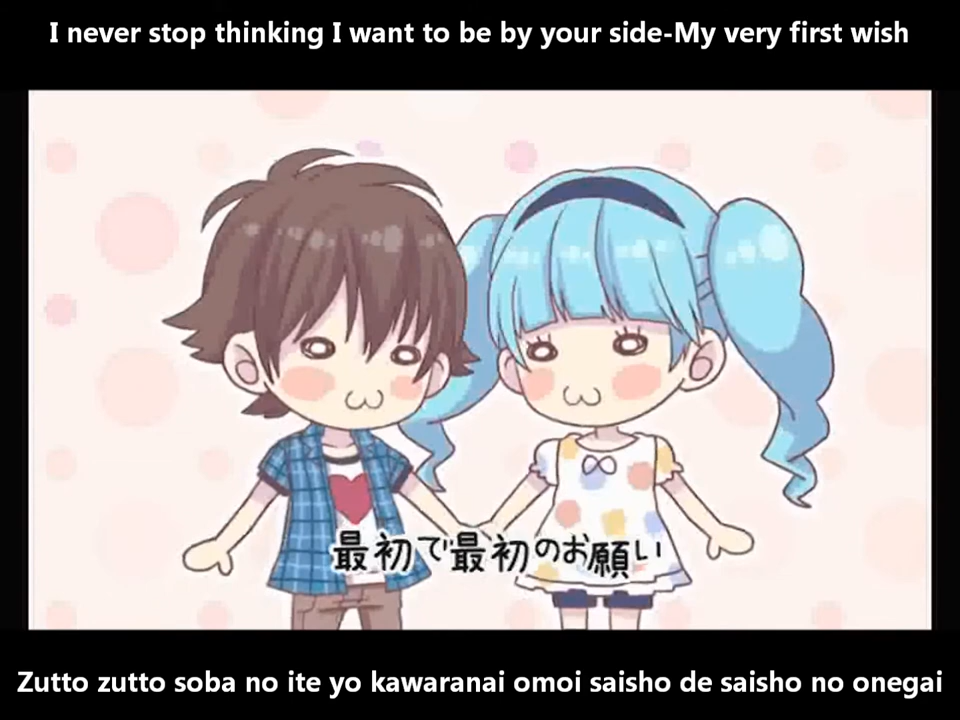 I never stop thinking I want to be by your side-My very first wish
最初で最初のお願い
Zutto zutto soba no ite yo kawaranai omoi saisho de saisho no onegai